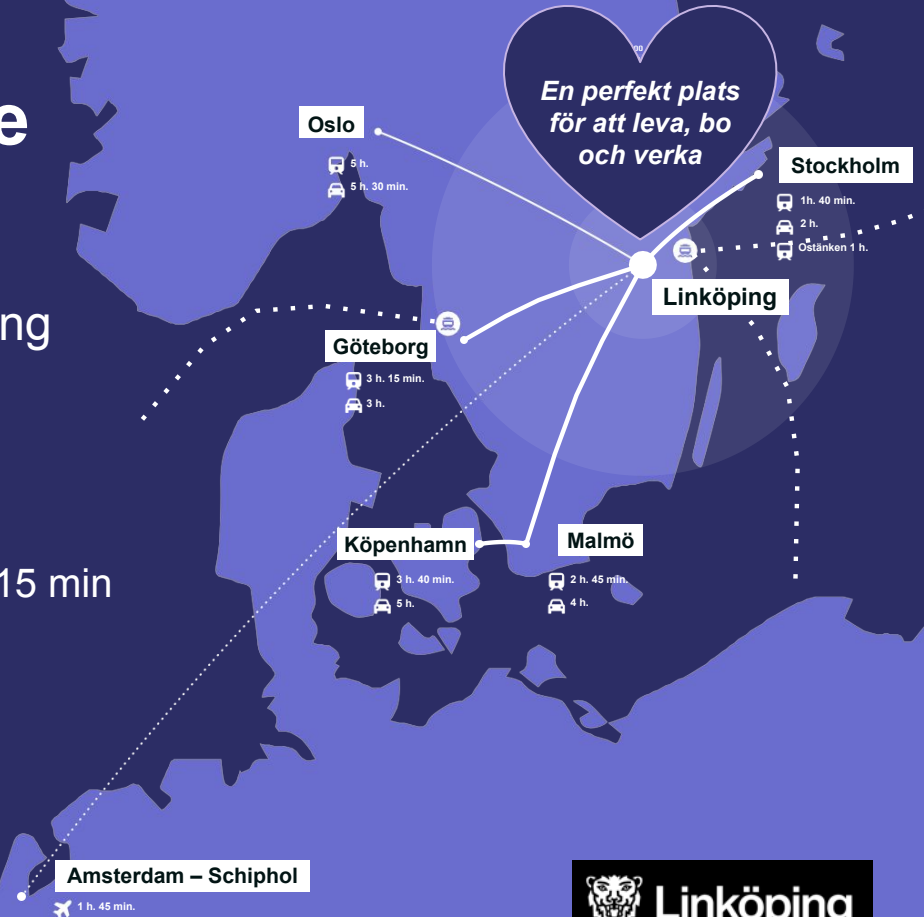 e
ng
15 min
00
En perfekt plats
för att leva, bo
och verka
Oslo
5 h.
5 h. 30 min.
Stockholm
1h. 40 min.
2 h.
Ostänken 1 h.
Linköping
Göteborg
3 h. 15 min.
3 h.
Köpenhamn
3 h. 40 min.
5 h.
Malmö
2 h. 45 min.
4 h.
Amsterdam – Schiphol
1 h. 45 min.
Linköping